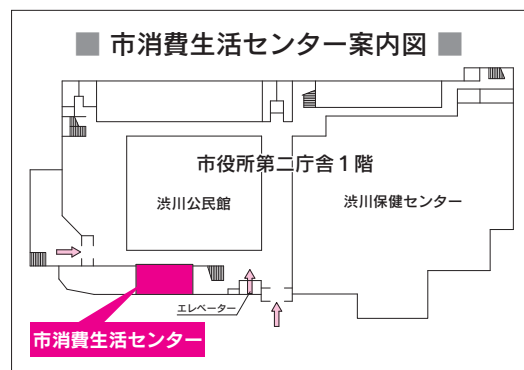 ■ 市消費生活センター案内図 ■
市役所第二庁舎１階
渋川公民館
渋川保健センター
エレベーター
市消費生活センター